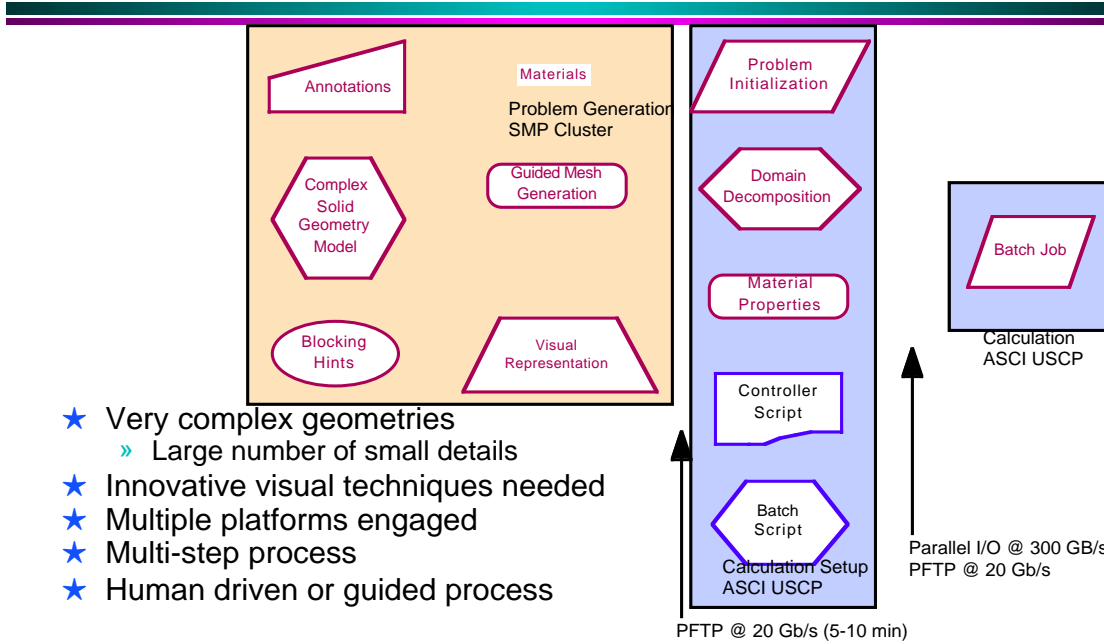 Annotations
Materials
Problem Generation
SMP Cluster
Complex
Solid
Geometry
Model
Guided Mesh
Generation
Blocking
Hints
Visual
Representation
Problem
Initialization
Domain
Decomposition
Material
Properties
Controller
Script
Batch
Script
Calculation Setup
ASCI USCP
Batch Job
Calculation
ASCI USCP
★ Very complex geometries
» Large number of small details
★ Innovative visual techniques needed
★ Multiple platforms engaged
★ Multi-step process
★ Human driven or guided process
PFTP @ 20 Gb/s (5-10 min)
Parallel I/O @ 300 GB/s
PFTP @ 20 Gb/s